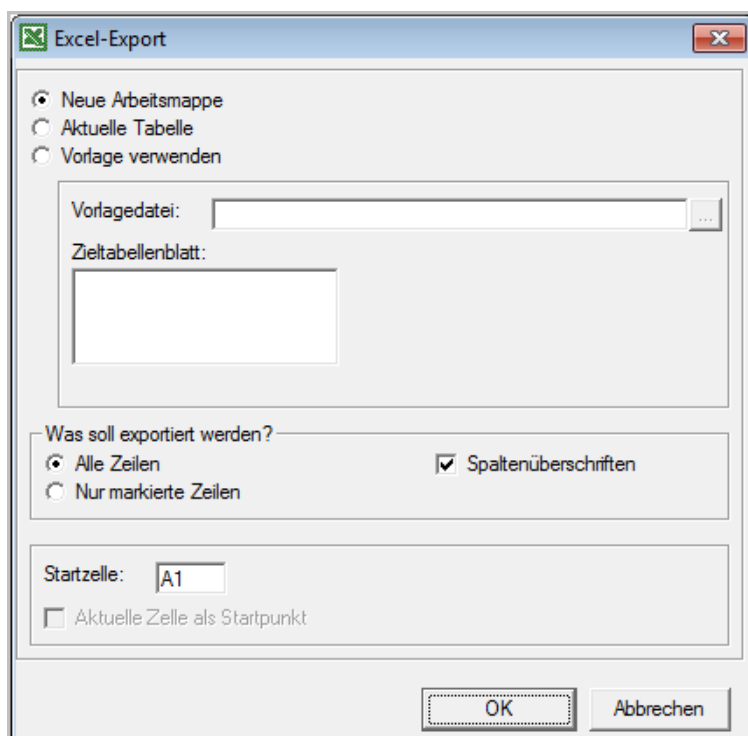 Excel-Export
Neue Arbeitsmappe
Aktuelle Tabelle
Vorlage verwenden
Vorlagedatei:
...
Zieltabellenblatt:
Was soll exportiert werden?
Alle Zeilen
Spaltenüberschriften
Nur markierte Zeilen
Startzelle: A1
Aktuelle Zelle als Startpunkt
OK
Abbrechen